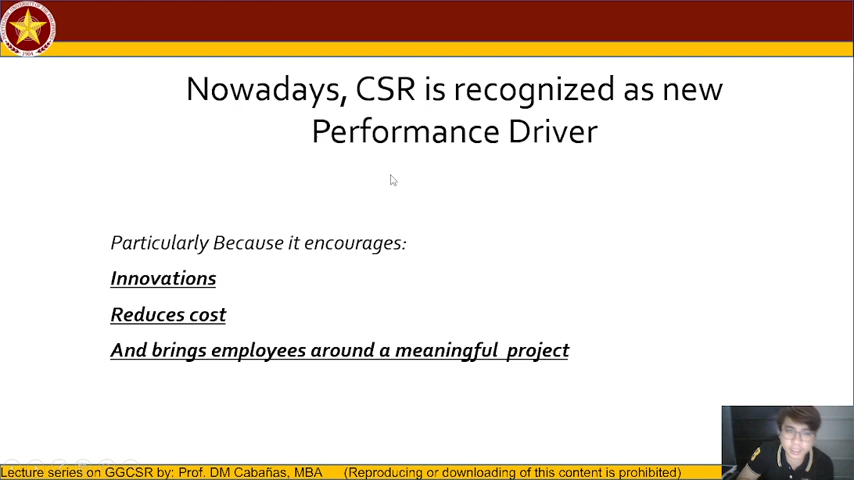 Nowadays, CSR is recognized as new
Performance Driver
Particularly Because it encourages:
Innovations
Reduces cost
And brings employees around a meaningful project
Lecture series on GGCSR by: Prof. DM Cabañas, MBA (Reproducing or downloading of this content is prohibited)